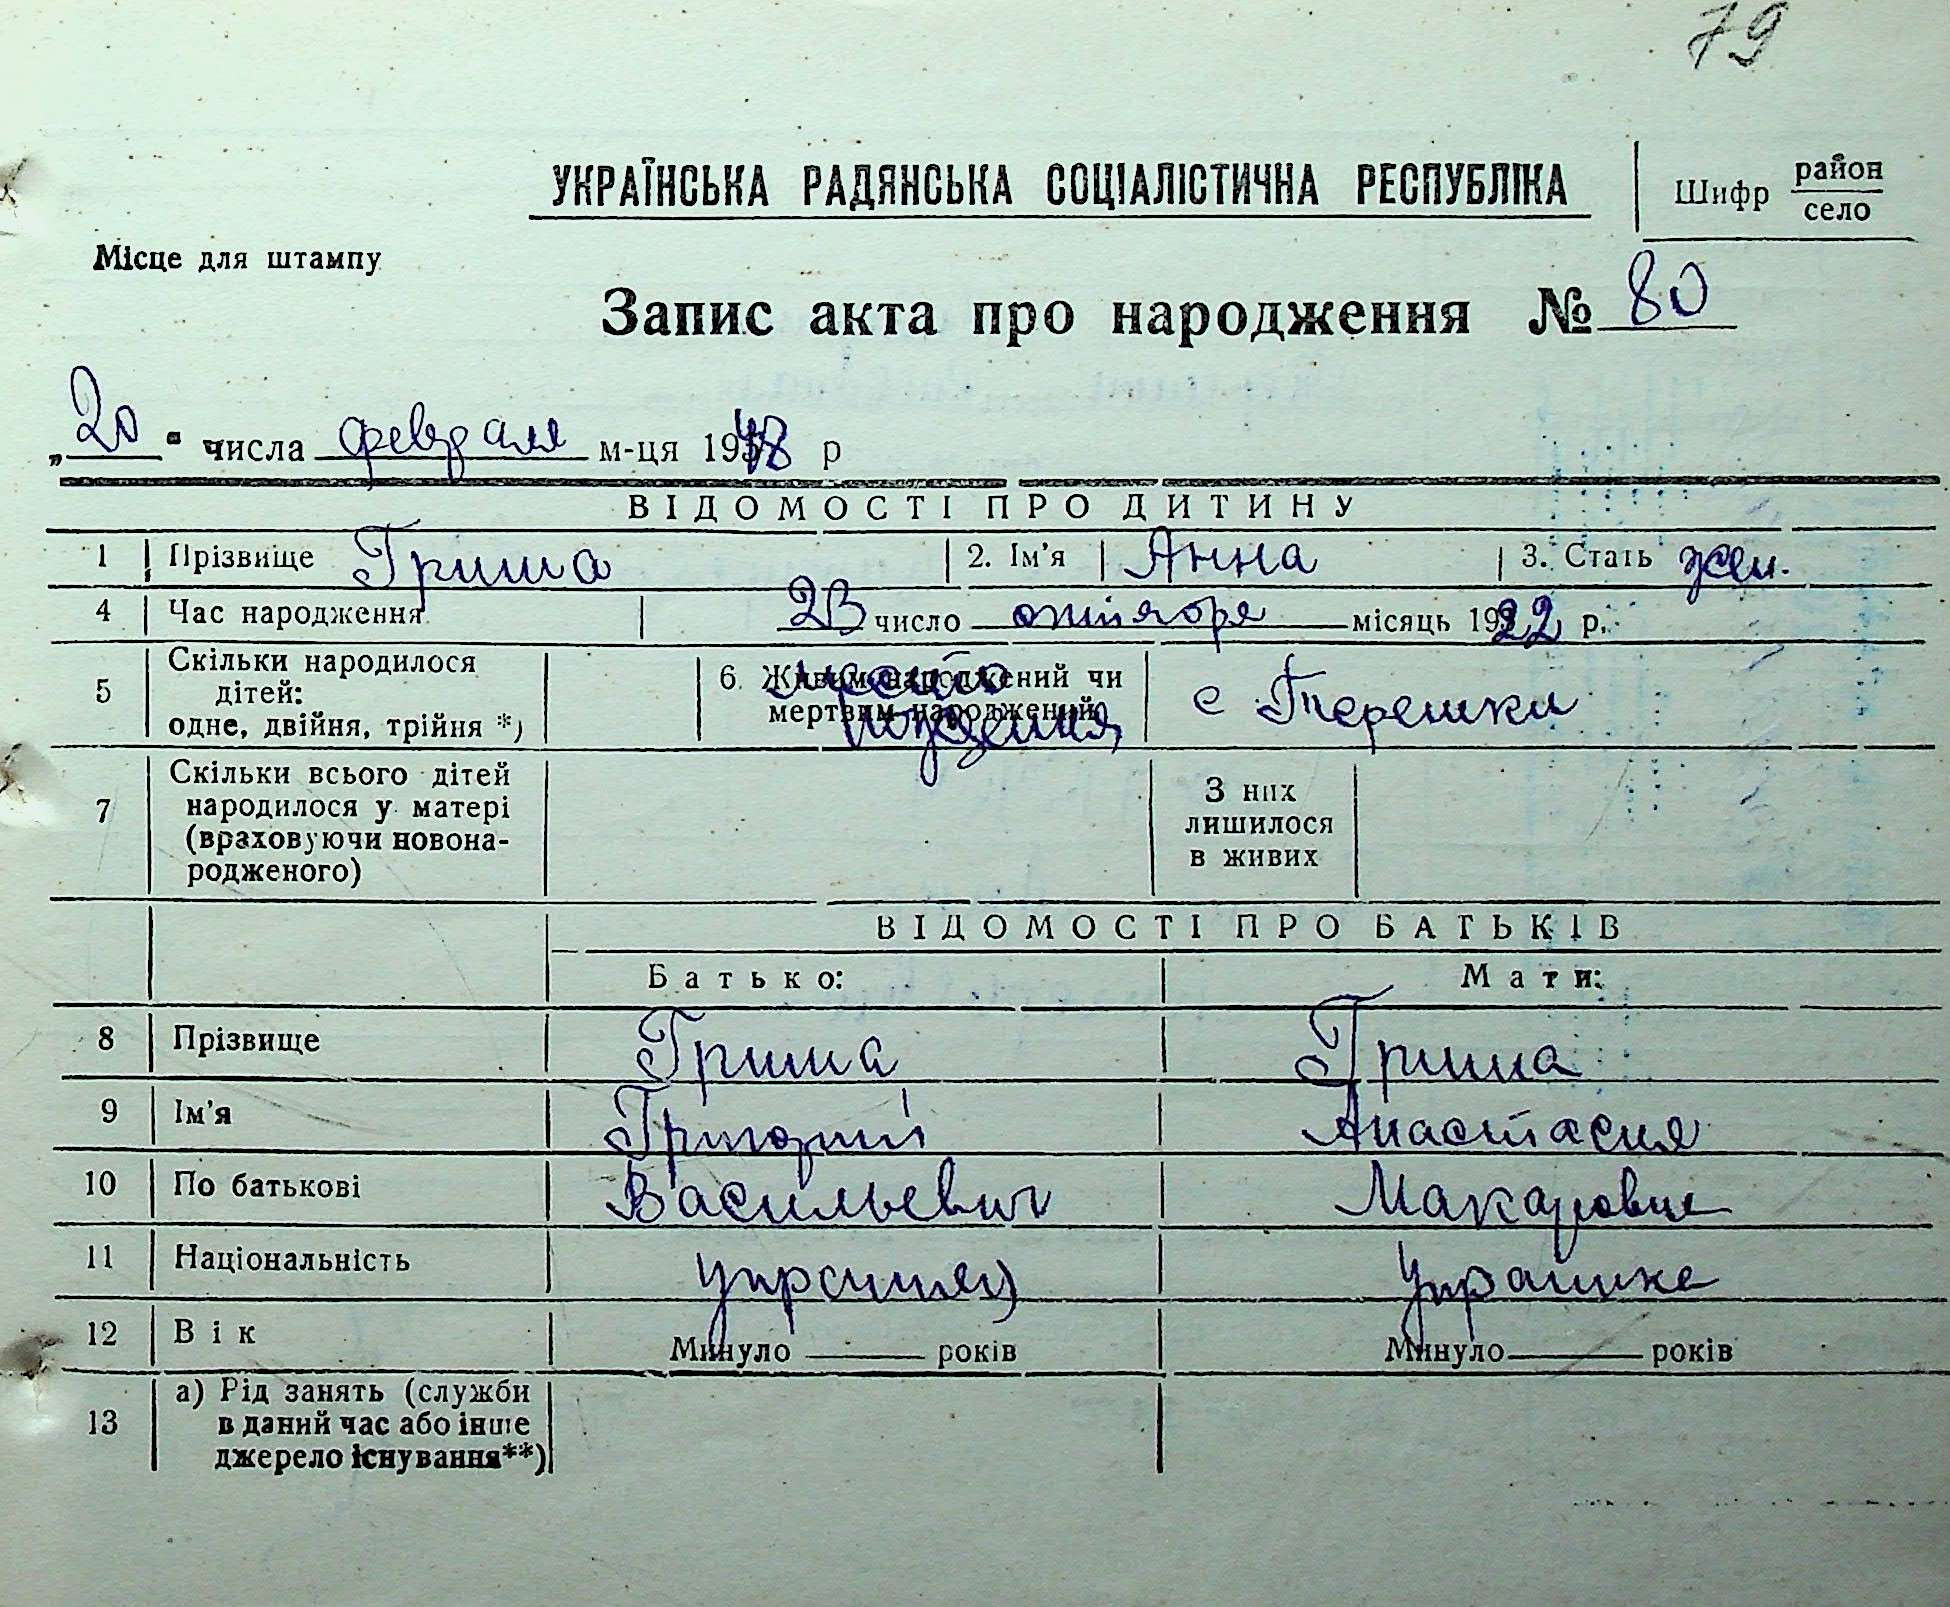 79
УКРАЇНСЬКА РАДЯНСЬКА СОЦІАЛІСТИЧНА РЕСПУБЛІКА
Шифр район
село
Місце для штампу
Запис акта про народження № 80
„20" числа февраля м-ця 1948 р
ВІДОМОСТІ ПРО ДИТИНУ
1 Прізвище Гриша 2. Ім'я Анна 3. Стать жен.
4 Час народження 23 число октября місяць 1922 р.
5 Скільки народилося дітей: одне, двійня, трійня *) 6. Живим народжений чи мертвим народжений место рождения с Терешки
7 Скільки всього дітей народилося у матері (враховуючи новонародженого) З них лишилося в живих
ВІДОМОСТІ ПРО БАТЬКІВ
Батько: Мати:
8 Прізвище Гриша Гриша
9 Ім'я Григорий Анастасия
10 По батькові Васильевич Макаровне
11 Національність украинец украинке
12 Вік Минуло років Минуло років
13 а) Рід занять (служби в даний час або інше джерело існування**)